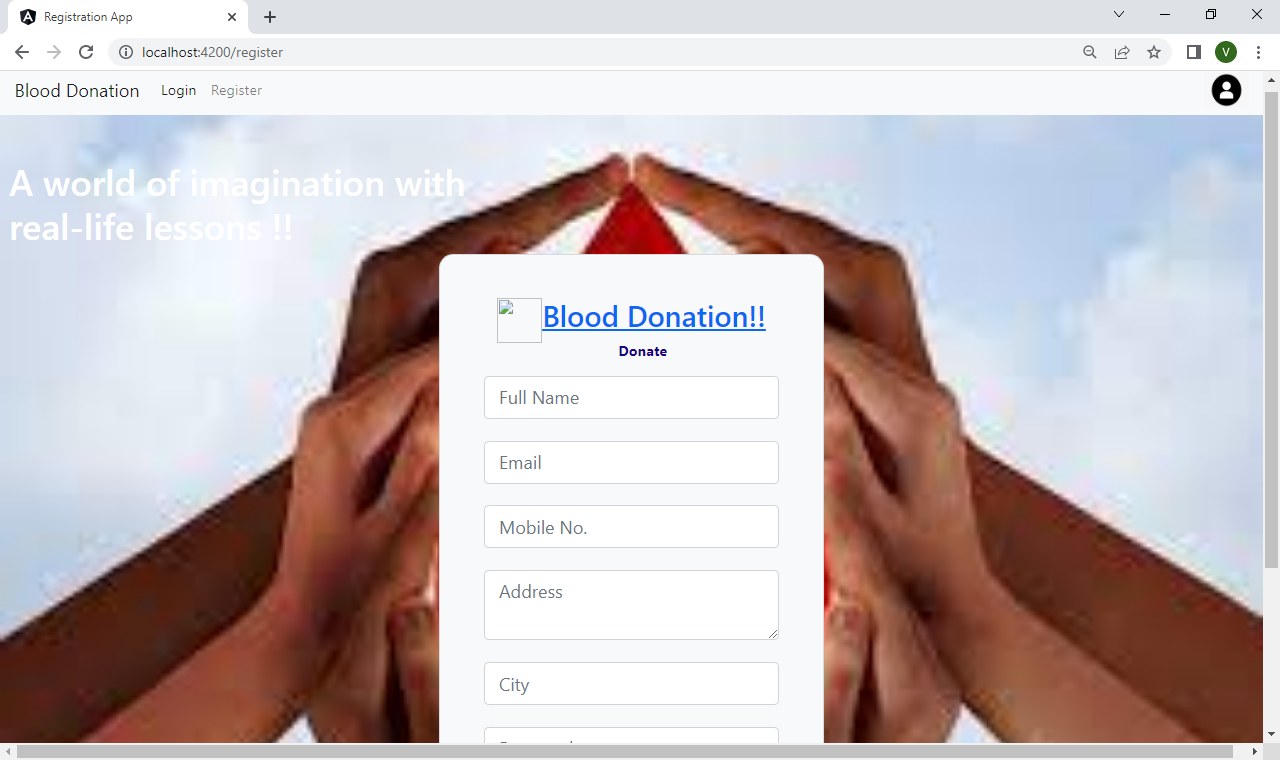 Registration App
localhost:4200/register
V
Blood Donation Login Register
A world of imagination with
real-life lessons !!
Blood Donation!!
Donate
Full Name
Email
Mobile No.
Address
City